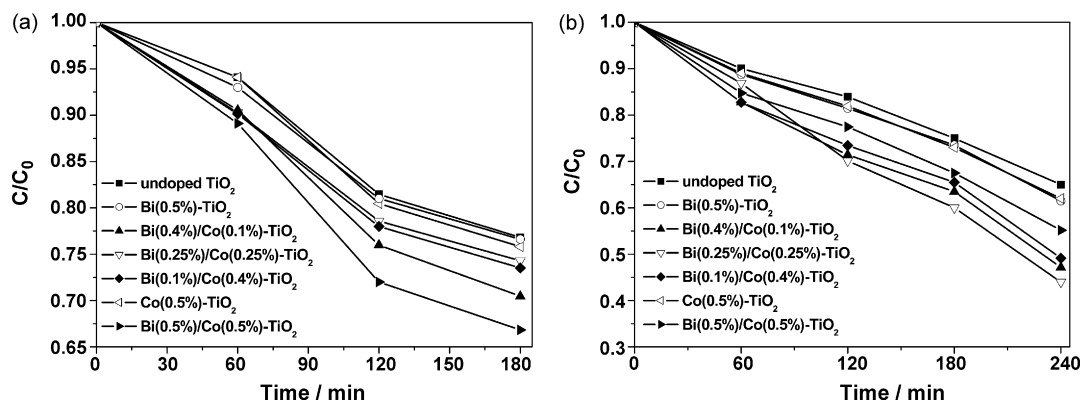 (a)
1.00
0.95
0.90
0.85
0.80
0.75
0.70
0.65
C/C₀
undoped TiO₂
Bi(0.5%)-TiO₂
Bi(0.4%)/Co(0.1%)-TiO₂
Bi(0.25%)/Co(0.25%)-TiO₂
Bi(0.1%)/Co(0.4%)-TiO₂
Co(0.5%)-TiO₂
Bi(0.5%)/Co(0.5%)-TiO₂
0 30 60 90 120 150 180
Time / min
(b)
1.0
0.9
0.8
0.7
0.6
0.5
0.4
0.3
C/C₀
undoped TiO₂
Bi(0.5%)-TiO₂
Bi(0.4%)/Co(0.1%)-TiO₂
Bi(0.25%)/Co(0.25%)-TiO₂
Bi(0.1%)/Co(0.4%)-TiO₂
Co(0.5%)-TiO₂
Bi(0.5%)/Co(0.5%)-TiO₂
0 60 120 180 240
Time / min